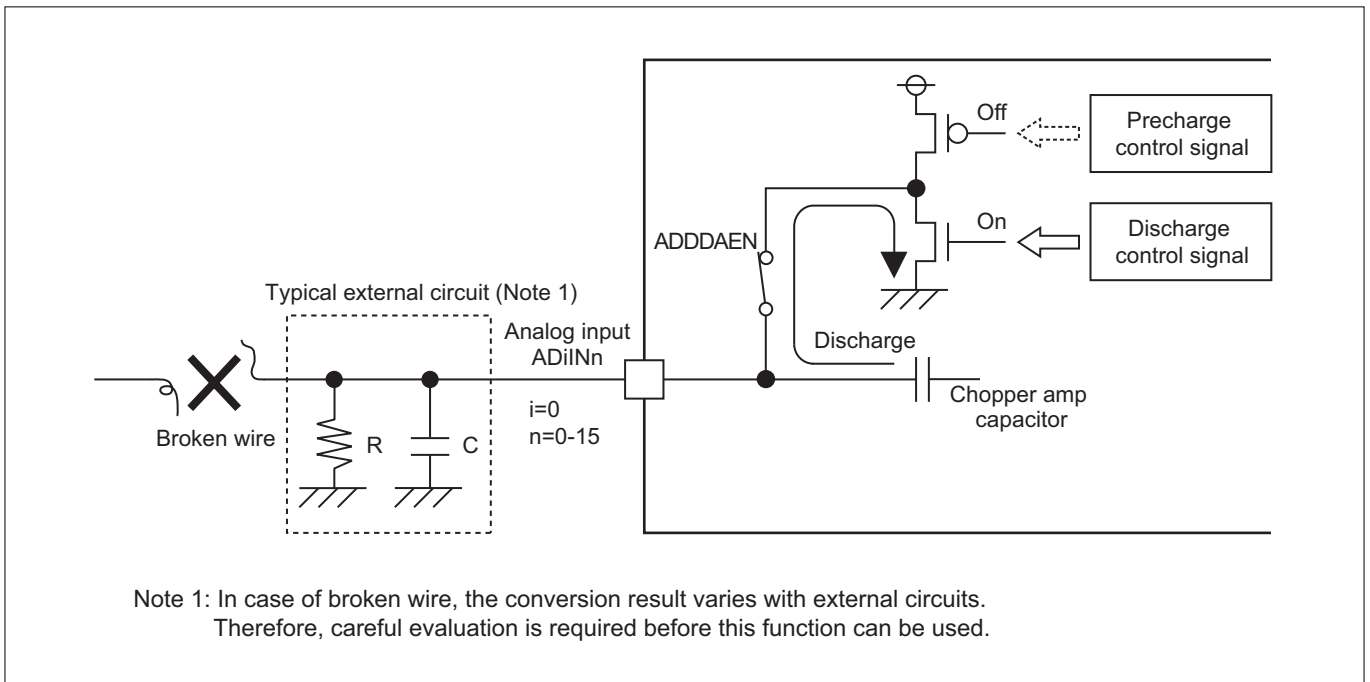 Off
Precharge
control signal
On
Discharge
control signal
ADDDAEN
Typical external circuit (Note 1)
Analog input
ADiINn
Discharge
Chopper amp
capacitor
i=0
n=0-15
Broken wire
R
C
Note 1: In case of broken wire, the conversion result varies with external circuits.
Therefore, careful evaluation is required before this function can be used.